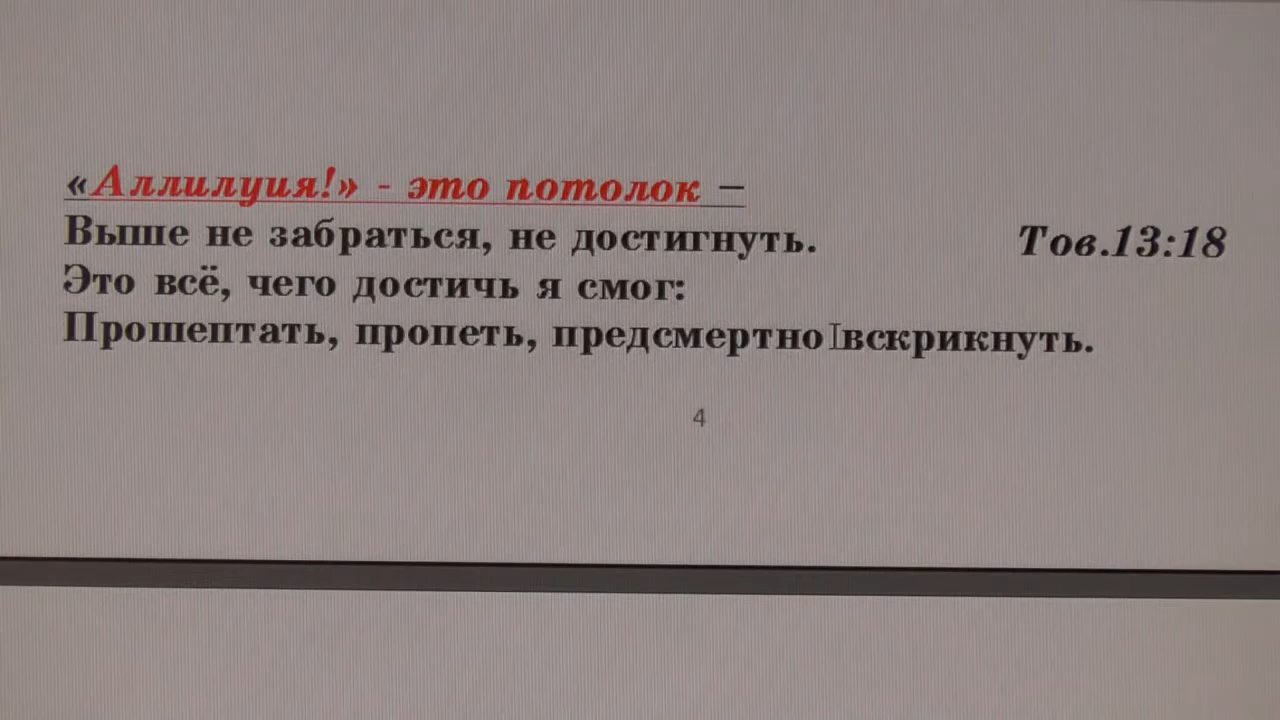 «Аллилуия!» - это потолок –
Выше не забраться, не достигнуть. Тов.13:18
Это всё, чего достичь я смог:
Прошептать, пропеть, предсмертно вскрикнуть.
4